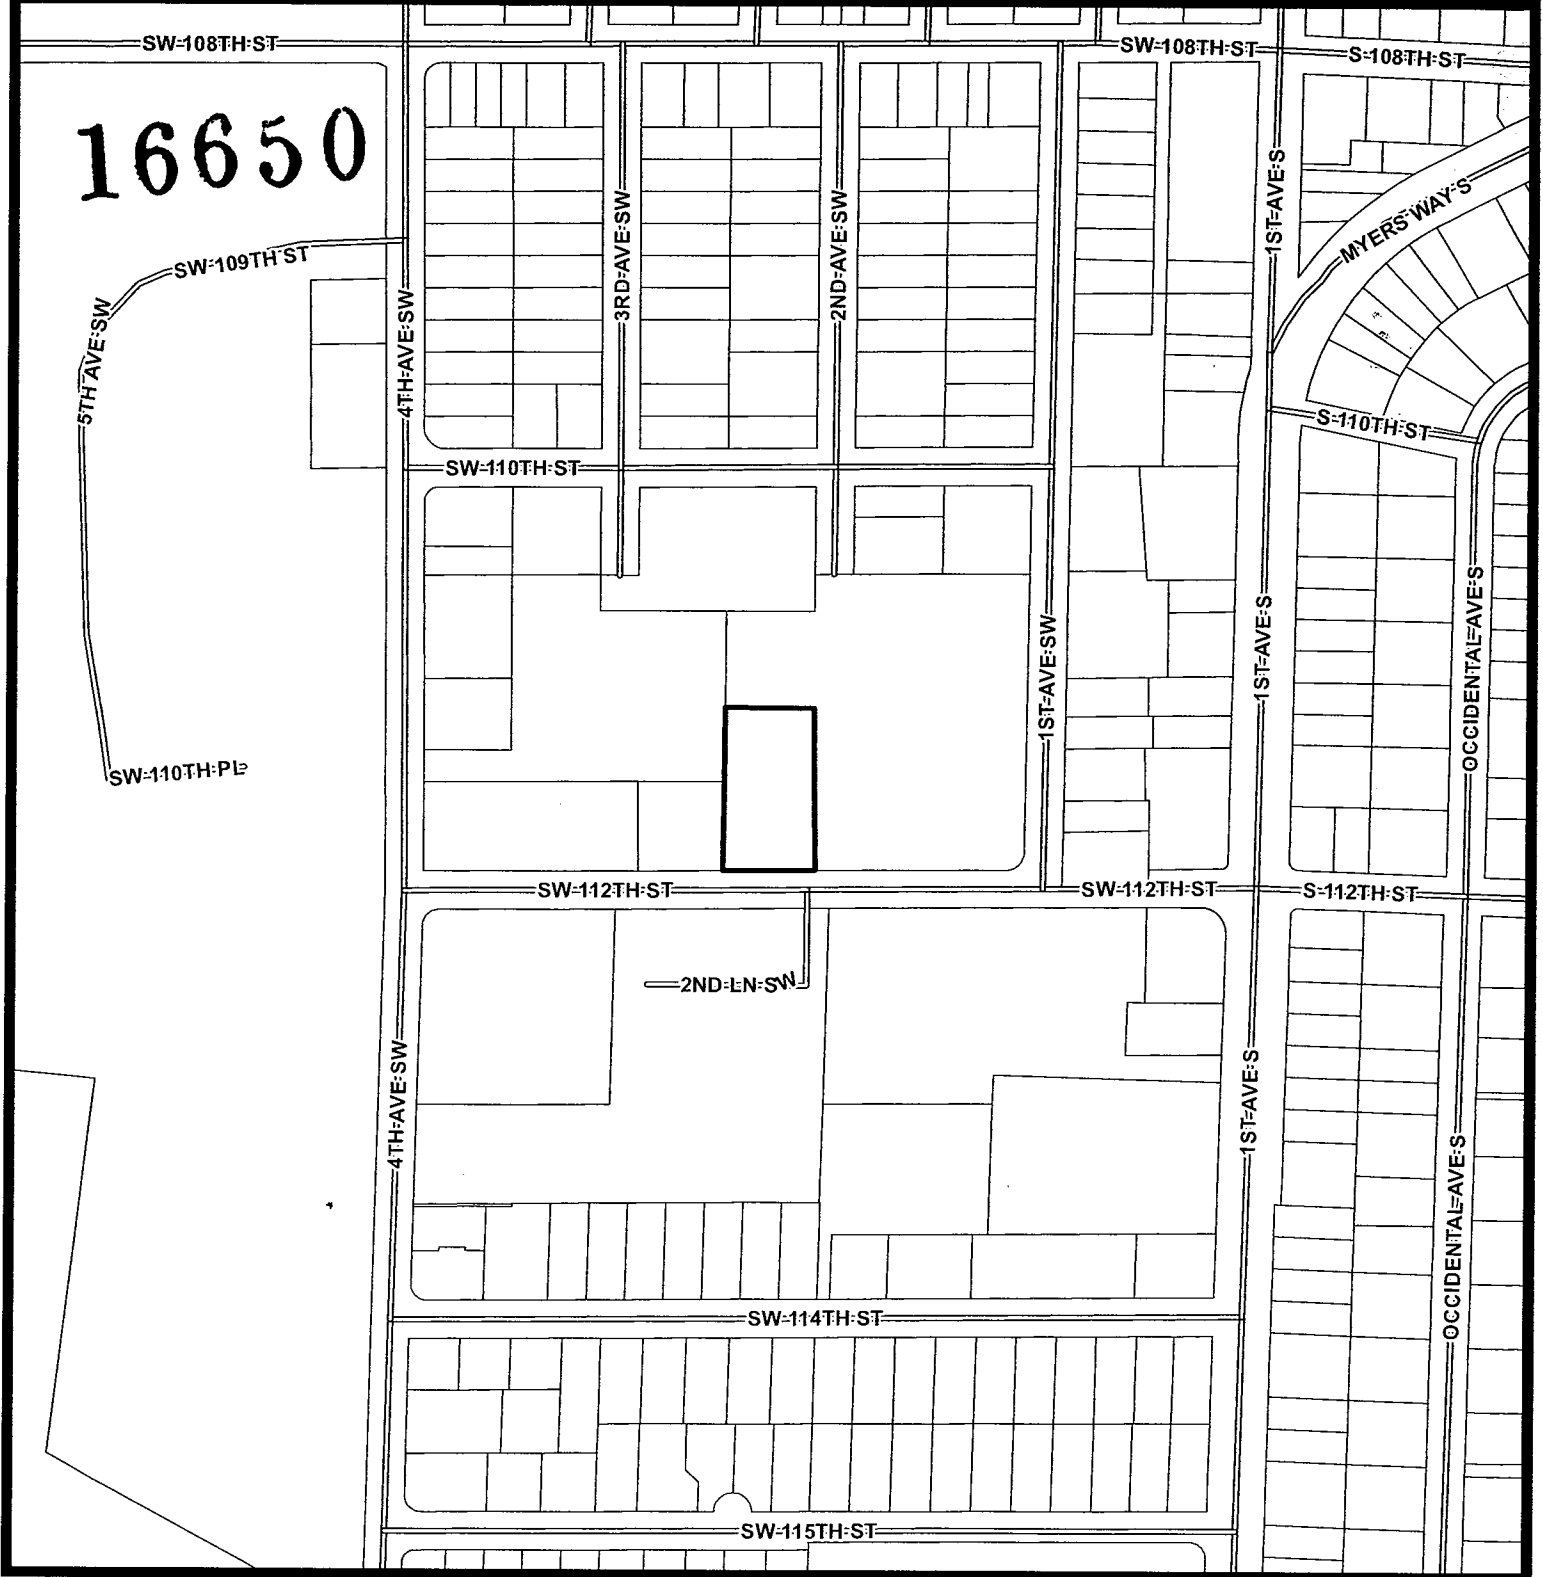 SW 108TH ST
SW 108TH ST
S 108TH ST
16650
1ST AVE S
MYERS WAY S
3RD AVE SW
2ND AVE SW
SW 109TH ST
5TH AVE SW
4TH AVE SW
S 110TH ST
SW 110TH ST
1ST AVE SW
1ST AVE S
OCCIDENTAL AVE S
SW 110TH PL
SW 112TH ST
SW 112TH ST
S 112TH ST
2ND LN SW
4TH AVE SW
1ST AVE S
OCCIDENTAL AVE S
SW 114TH ST
SW 115TH ST